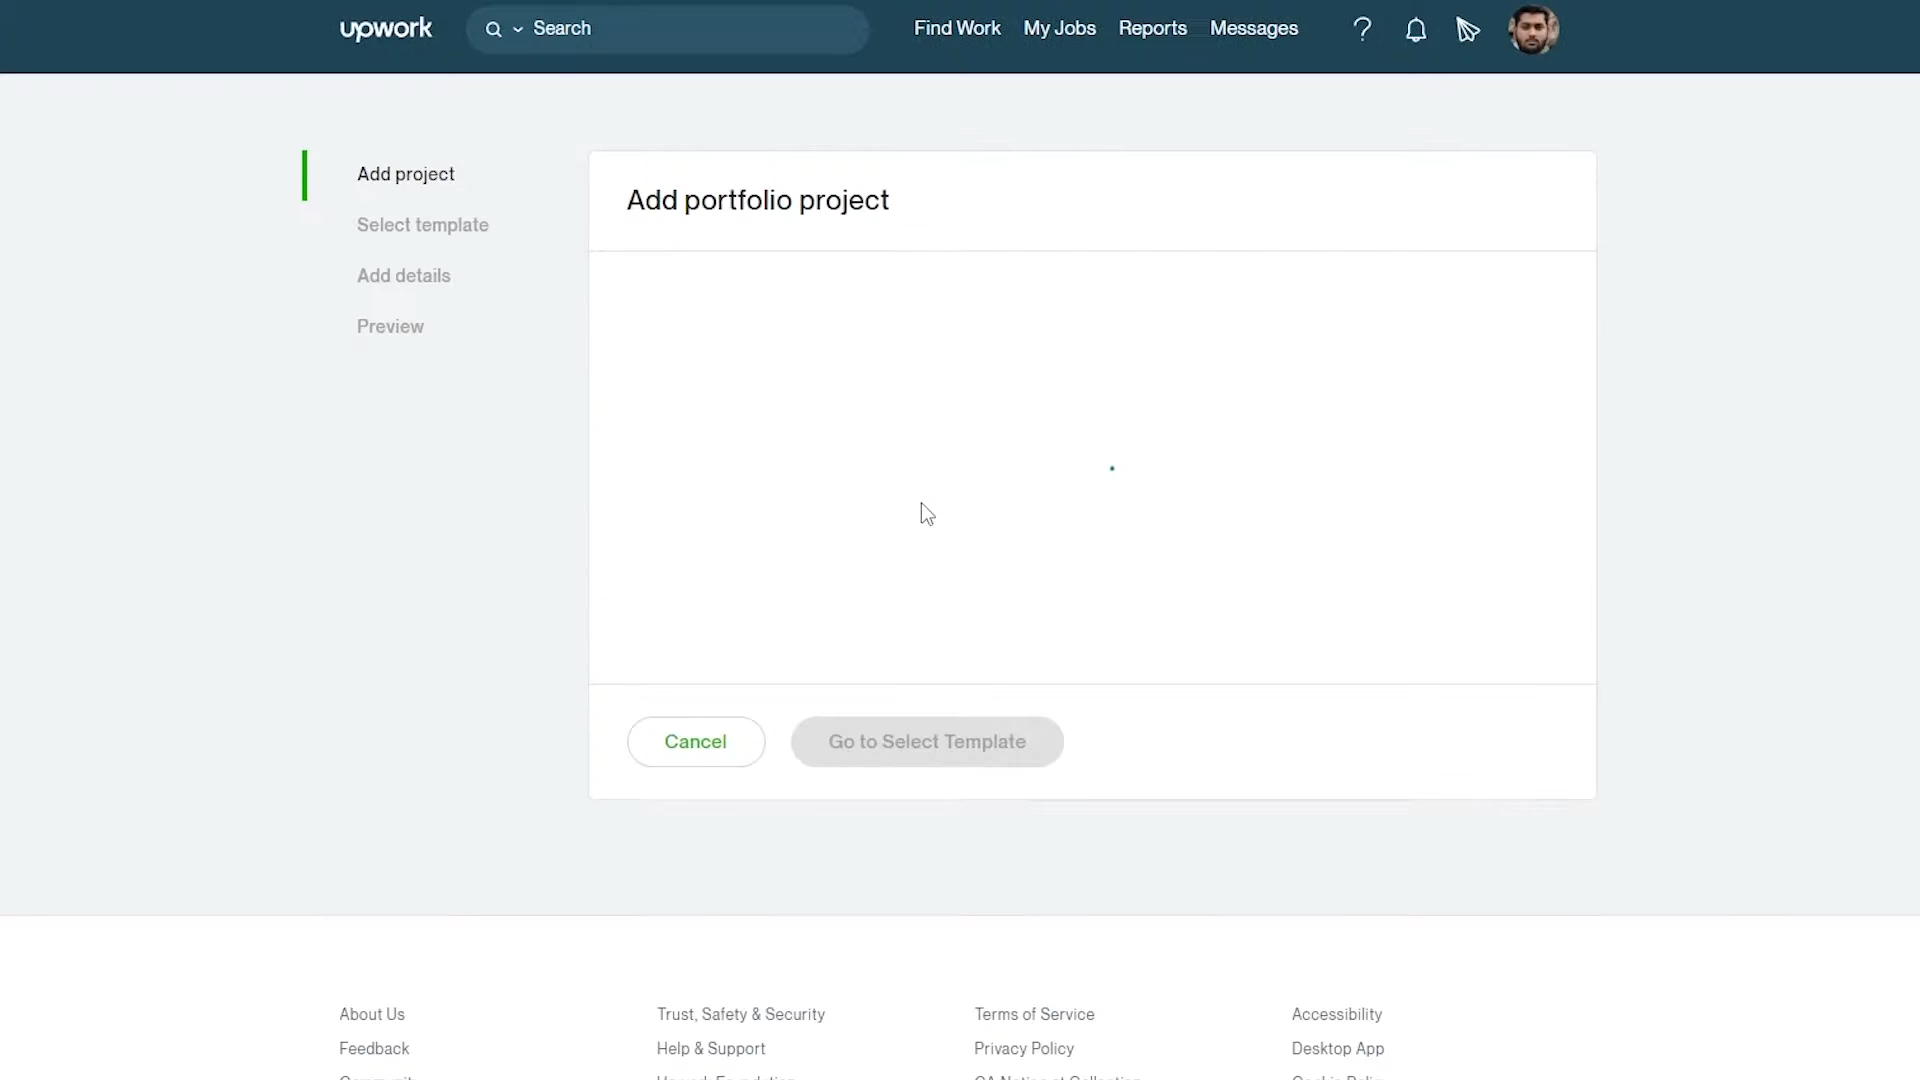 upwork
Search
Find Work
My Jobs
Reports
Messages
Add project
Select template
Add details
Preview
Add portfolio project
Cancel
Go to Select Template
About Us
Trust, Safety & Security
Terms of Service
Accessibility
Feedback
Help & Support
Privacy Policy
Desktop App